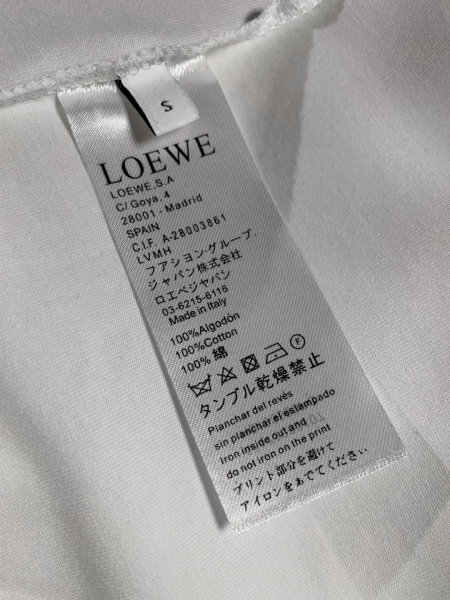 S
LOEWE
LOEWE,S.A
C/ Goya, 4
28001 - Madrid
SPAIN
C.I.F. A-28003861
LVMH
フアション・グループ.
ジャパン株式会社
ロエベジャパン
03-6215-6116
Made in Italy
100%Algodón
100%Cotton
100% 綿
タンブル乾燥禁止
Planchar del revés
sin planchar el estampado
iron inside out and
do not iron on the print
プリント部分を避けて
アイロンをあでてください